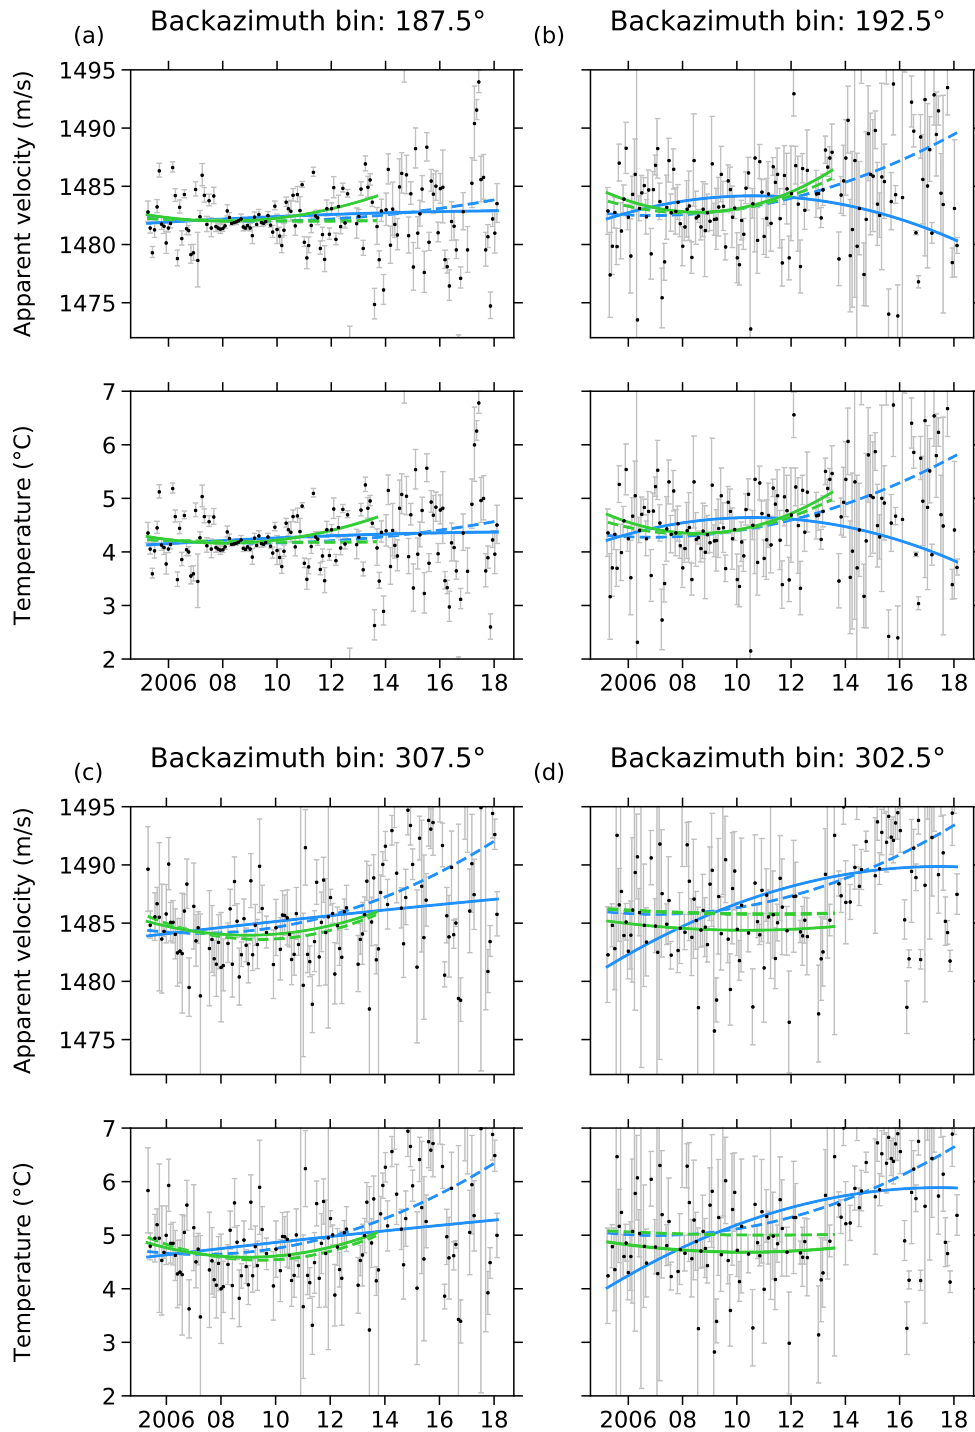 (a) Backazimuth bin: 187.5°
(b) Backazimuth bin: 192.5°
Apparent velocity (m/s)
1495
1490
1485
1480
1475
Temperature (°C)
7
6
5
4
3
2
2006 08 10 12 14 16 18
2006 08 10 12 14 16 18
(c) Backazimuth bin: 307.5°
(d) Backazimuth bin: 302.5°
Apparent velocity (m/s)
1495
1490
1485
1480
1475
Temperature (°C)
7
6
5
4
3
2
2006 08 10 12 14 16 18
2006 08 10 12 14 16 18